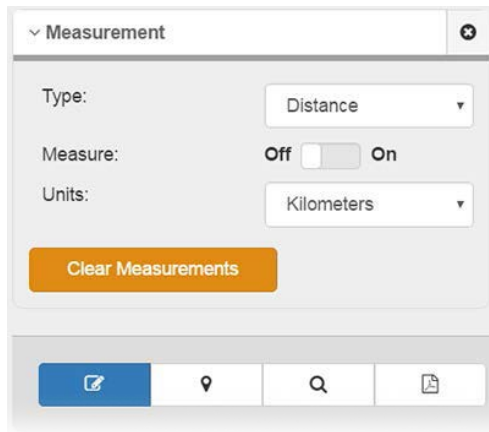 Measurement
Type: Distance
Measure: Off On
Units: Kilometers
Clear Measurements